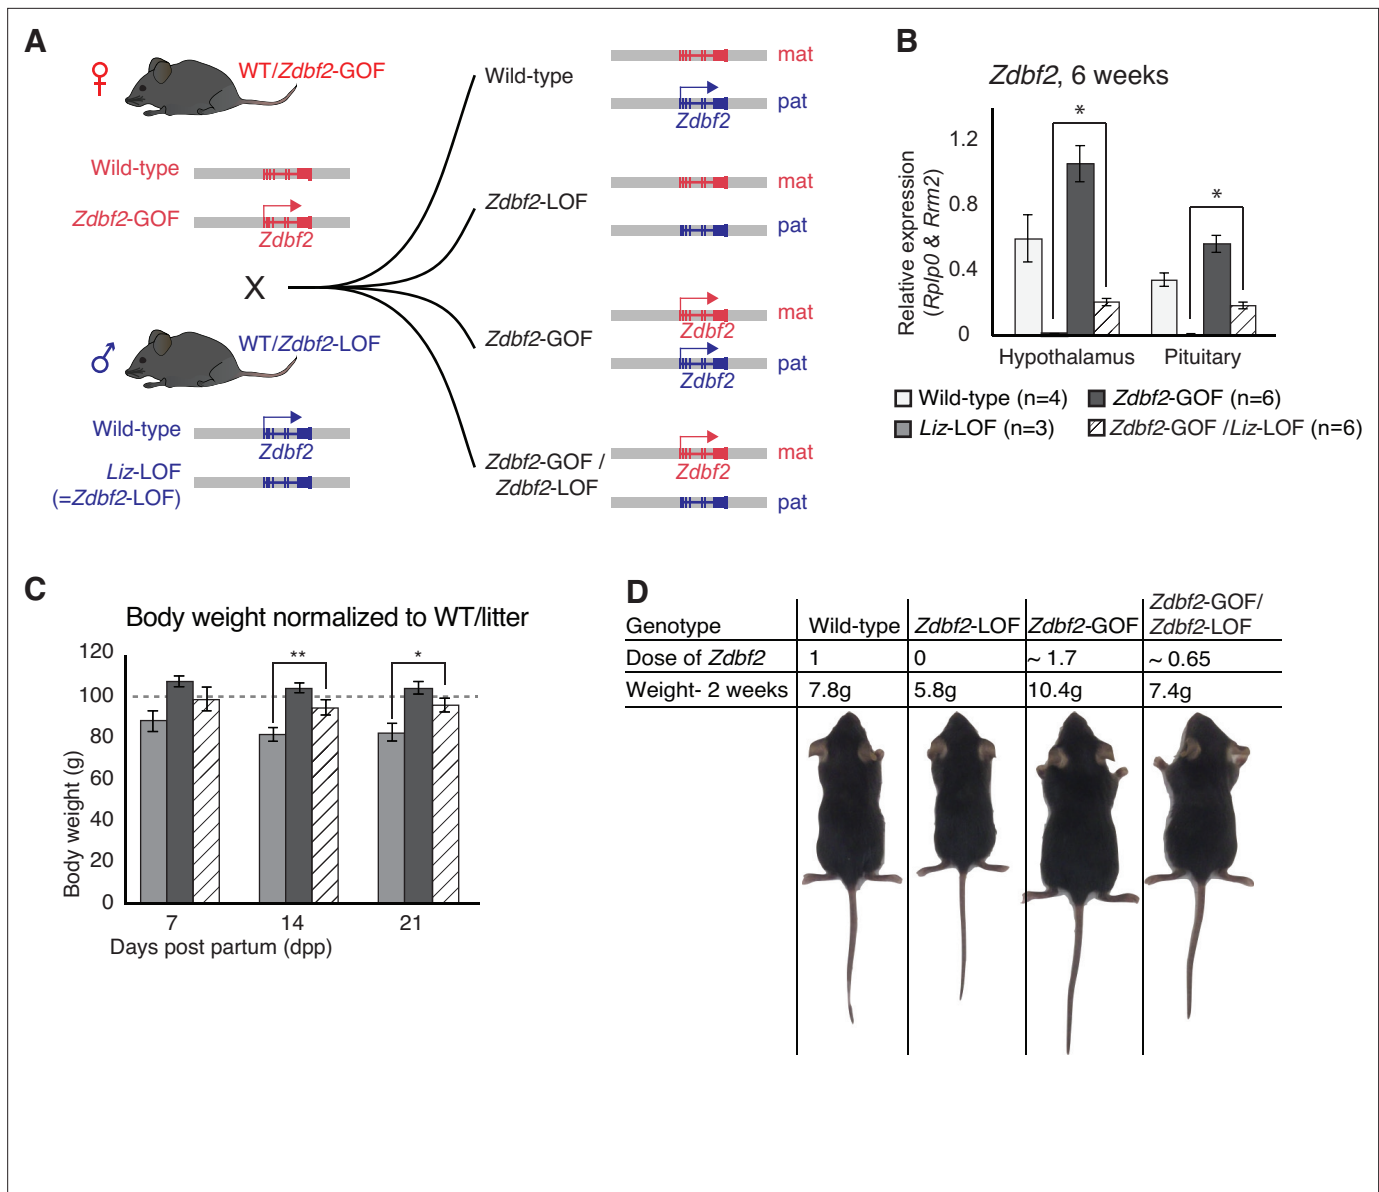 A
♀
WT/Zdbf2-GOF
Wild-type
Zdbf2-GOF
Zdbf2
X
♂
WT/Zdbf2-LOF
Wild-type
Zdbf2
Liz-LOF
(=Zdbf2-LOF)
Wild-type
mat
pat
Zdbf2
Zdbf2-LOF
mat
pat
Zdbf2-GOF
mat
Zdbf2
pat
Zdbf2
Zdbf2-GOF /
Zdbf2-LOF
mat
Zdbf2
pat
B
Zdbf2, 6 weeks
Relative expression
(Rplp0 & Rrm2)
1.2
0.8
0.4
0
*
*
Hypothalamus
Pituitary
Wild-type (n=4)
Zdbf2-GOF (n=6)
Liz-LOF (n=3)
Zdbf2-GOF /Liz-LOF (n=6)
C
Body weight normalized to WT/litter
Body weight (g)
120
100
80
60
40
20
0
**
*
7
14
21
Days post partum (dpp)
D
Genotype
Wild-type
Zdbf2-LOF
Zdbf2-GOF
Zdbf2-GOF/
Zdbf2-LOF
Dose of Zdbf2
1
0
~ 1.7
~ 0.65
Weight- 2 weeks
7.8g
5.8g
10.4g
7.4g